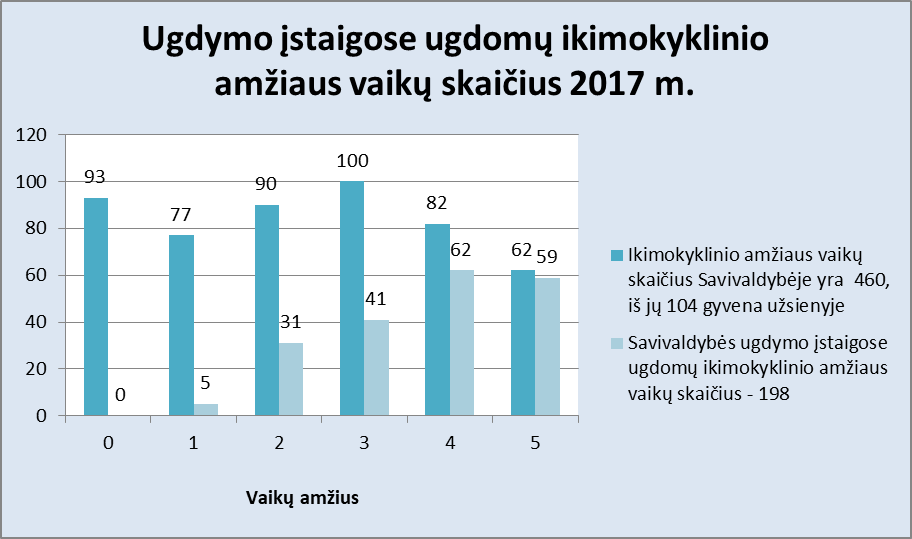 Ugdymo įstaigose ugdomų ikimokyklinio
amžiaus vaikų skaičius 2017 m.
120
100
80
60
40
20
0
93
0
77
5
90
31
100
41
82
62
62
59
0
1
2
3
4
5
Vaikų amžius
Ikimokyklinio amžiaus vaikų
skaičius Savivaldybėje yra  460,
iš jų 104 gyvena užsienyje
Savivaldybės ugdymo įstaigose
ugdomų ikimokyklinio amžiaus
vaikų skaičius - 198